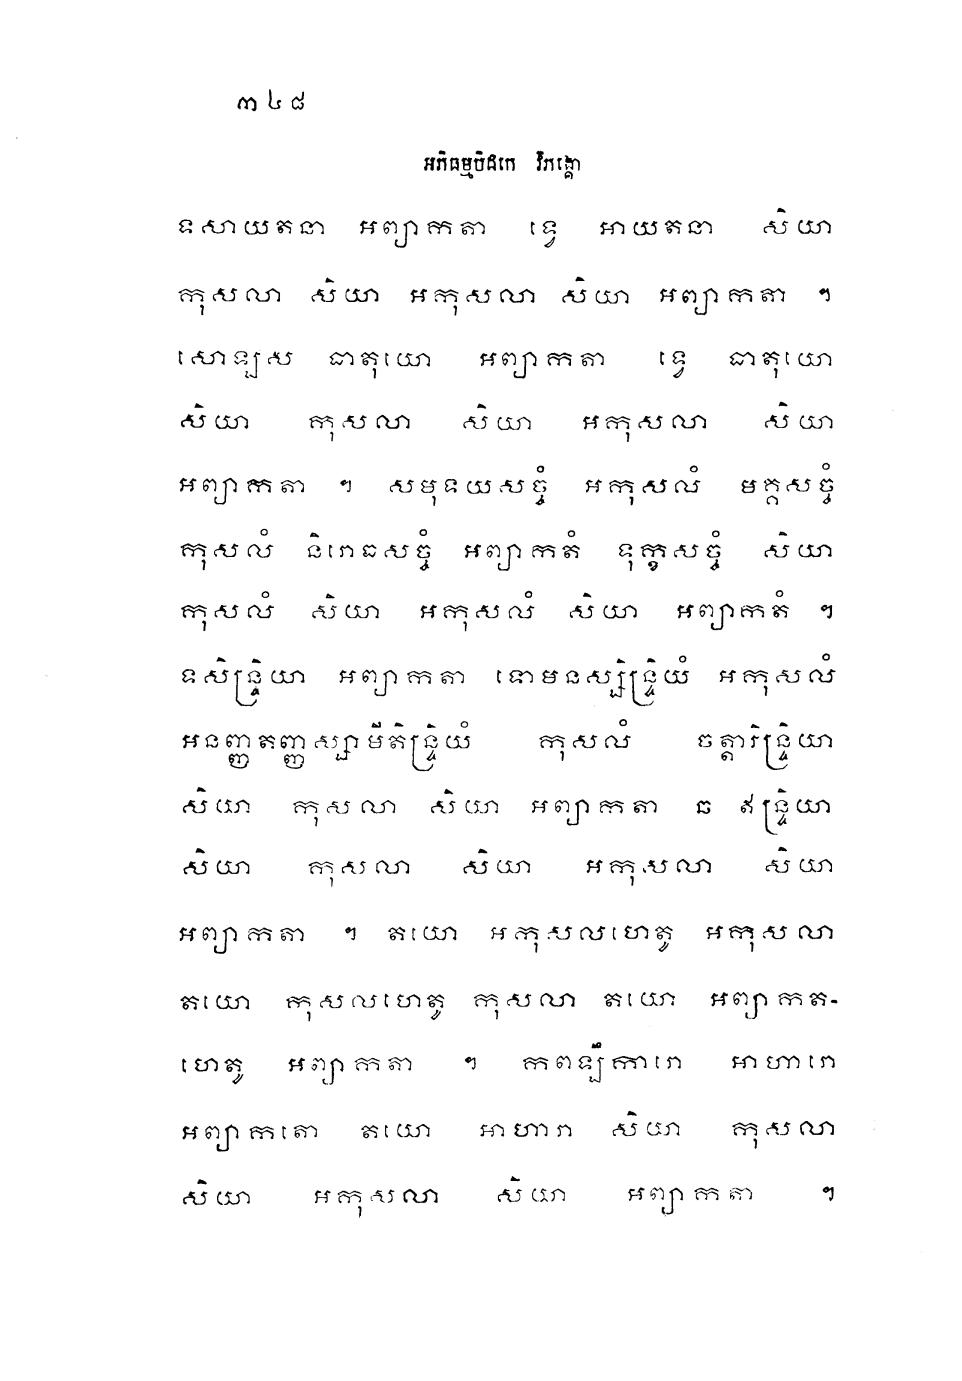 ៣៤៨
អភិធម្មបិដកេ វិភង្គោ
ទសាយតនា អព្យាកតា ទ្វេ អាយតនា សិយា
កុសលា សិយា អកុសលា សិយា អព្យាកតា ។
សោឡស ធាតុយោ អព្យាកតា ទ្វេ ធាតុយោ
សិយា កុសលា សិយា អកុសលា សិយា
អព្យាកតា ។ សមុទយសច្ចំ អកុសលំ មគ្គសច្ចំ
កុសលំ និរោធសច្ចំ អព្យាកតំ ទុក្ខសច្ចំ សិយា
កុសលំ សិយា អកុសលំ សិយា អព្យាកតំ ។
ទសិន្ទ្រិយា អព្យាកតា ទោមនស្សិន្ទ្រិយំ អកុសលំ
អនញ្ញតញ្ញស្សាមីតិន្ទ្រិយំ កុសលំ ចត្តារិន្ទ្រិយា
សិយា កុសលា សិយា អព្យាកតា ឆ ឥន្ទ្រិយា
សិយា កុសលា សិយា អកុសលា សិយា
អព្យាកតា ។ តយោ អកុសលហេតូ អកុសលា
តយោ កុសលហេតូ កុសលា តយោ អព្យាកត-
ហេតូ អព្យាកតា ។ កពឡីការោ អាហារោ
អព្យាកតោ តយោ អាហារា សិយា កុសលា
សិយា អកុសលា សិយា អព្យាកតា ។